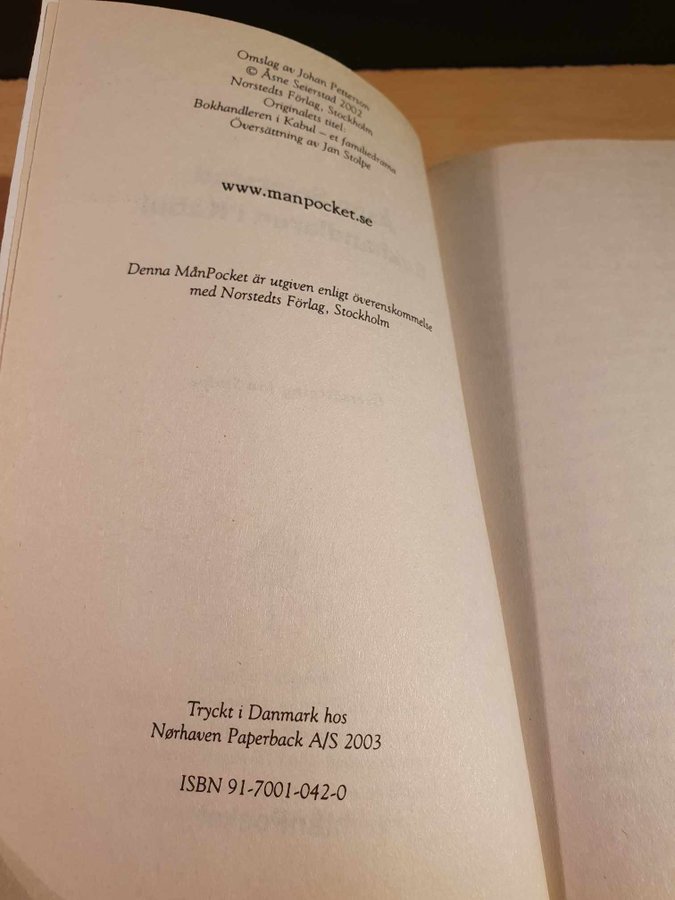 Omslag av Johan Petterson
© Åsne Seierstad 2002
Norstedts Förlag, Stockholm
Originalets titel:
Bokhandleren i Kabul – et familiedrama
Översättning av Jan Stolpe
www.manpocket.se
Denna MånPocket är utgiven enligt överenskommelse
med Norstedts Förlag, Stockholm
Tryckt i Danmark hos
Nørhaven Paperback A/S 2003
ISBN 91-7001-042-0